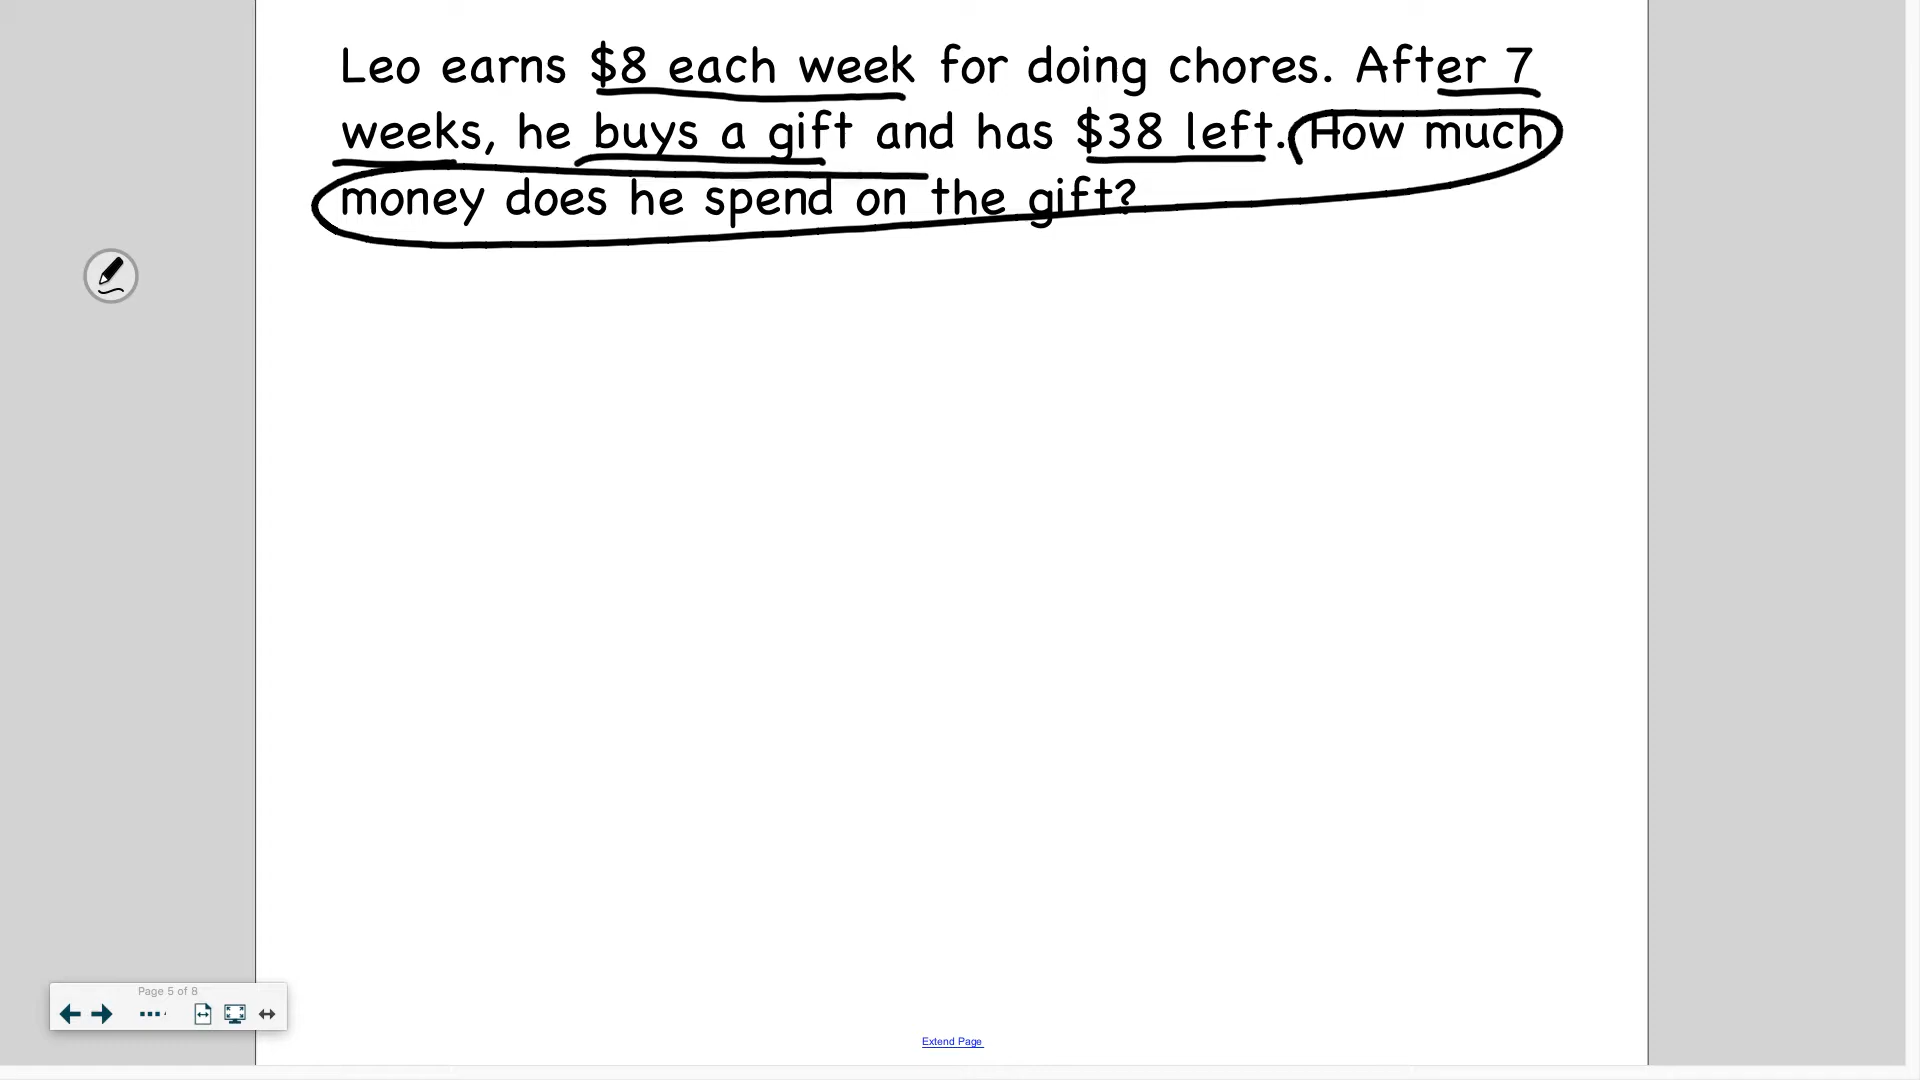 Leo earns $8 each week for doing chores. After 7
weeks, he buys a gift and has $38 left. How much
money does he spend on the gift?
Page 5 of 8
Extend Page